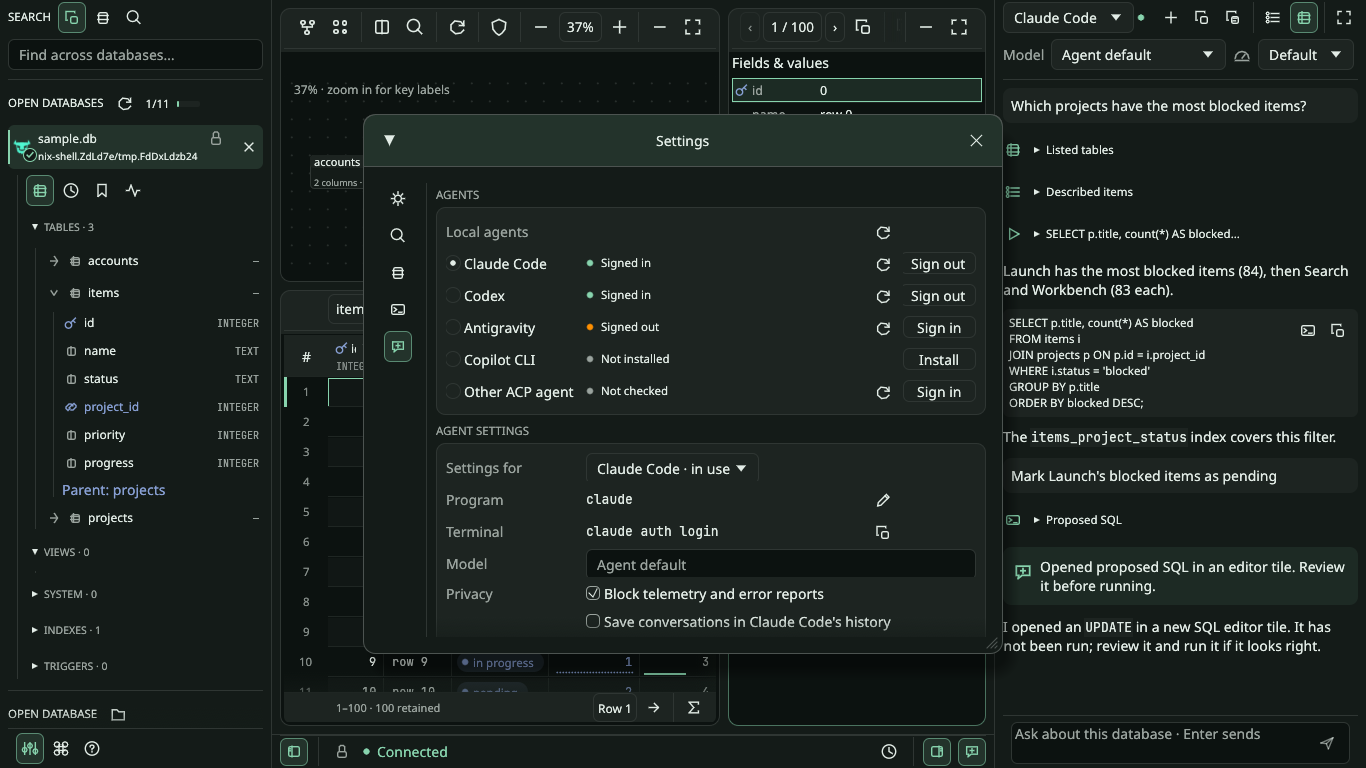 SEARCH
Find across databases...
OPEN DATABASES
1/11
sample.db
nix-shell.ZdLd7e/tmp.FdDxLdzb24
TABLES · 3
accounts –
items –
id INTEGER
name TEXT
status TEXT
project_id INTEGER
priority INTEGER
progress INTEGER
Parent: projects
projects –
VIEWS · 0
SYSTEM · 0
INDEXES · 1
TRIGGERS · 0
OPEN DATABASE
37%
37% · zoom in for key labels
accounts
2 columns ·
1 / 100
Fields & values
id 0
Settings
AGENTS
Local agents
Claude Code Signed in Sign out
Codex Signed in Sign out
Antigravity Signed out Sign in
Copilot CLI Not installed Install
Other ACP agent Not checked Sign in
AGENT SETTINGS
Settings for Claude Code · in use
Program claude
Terminal claude auth login
Model Agent default
Privacy Block telemetry and error reports
Save conversations in Claude Code's history
item
#
1
2
3
4
5
6
7
8
9
10 9 row 9 in progress 1 3
1–100 · 100 retained
Row 1
Connected
Claude Code
Model Agent default Default
Which projects have the most blocked items?
Listed tables
Described items
SELECT p.title, count(*) AS blocked...
Launch has the most blocked items (84), then Search
and Workbench (83 each).
SELECT p.title, count(*) AS blocked
FROM items i
JOIN projects p ON p.id = i.project_id
WHERE i.status = 'blocked'
GROUP BY p.title
ORDER BY blocked DESC;
The items_project_status index covers this filter.
Mark Launch's blocked items as pending
Proposed SQL
Opened proposed SQL in an editor tile. Review
it before running.
I opened an UPDATE in a new SQL editor tile. It has
not been run; review it and run it if it looks right.
Ask about this database · Enter sends